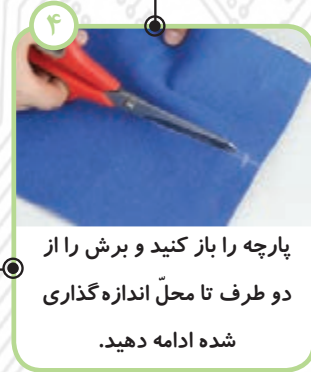 ۴
پارچه را باز کنید و برش را از
دو طرف تا محلّ اندازه‌گذاری
شده ادامه دهید.